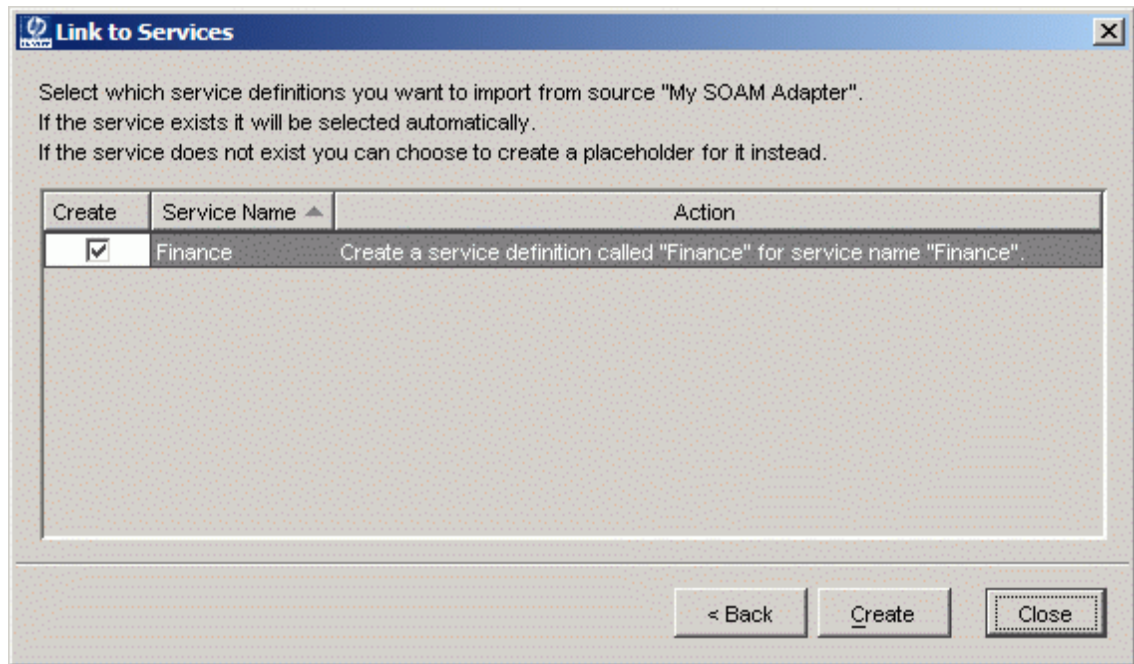 Link to Services
Select which service definitions you want to import from source "My SOAM Adapter".
If the service exists it will be selected automatically.
If the service does not exist you can choose to create a placeholder for it instead.
Create Service Name Action
Finance Create a service definition called "Finance" for service name "Finance".
< Back Create Close